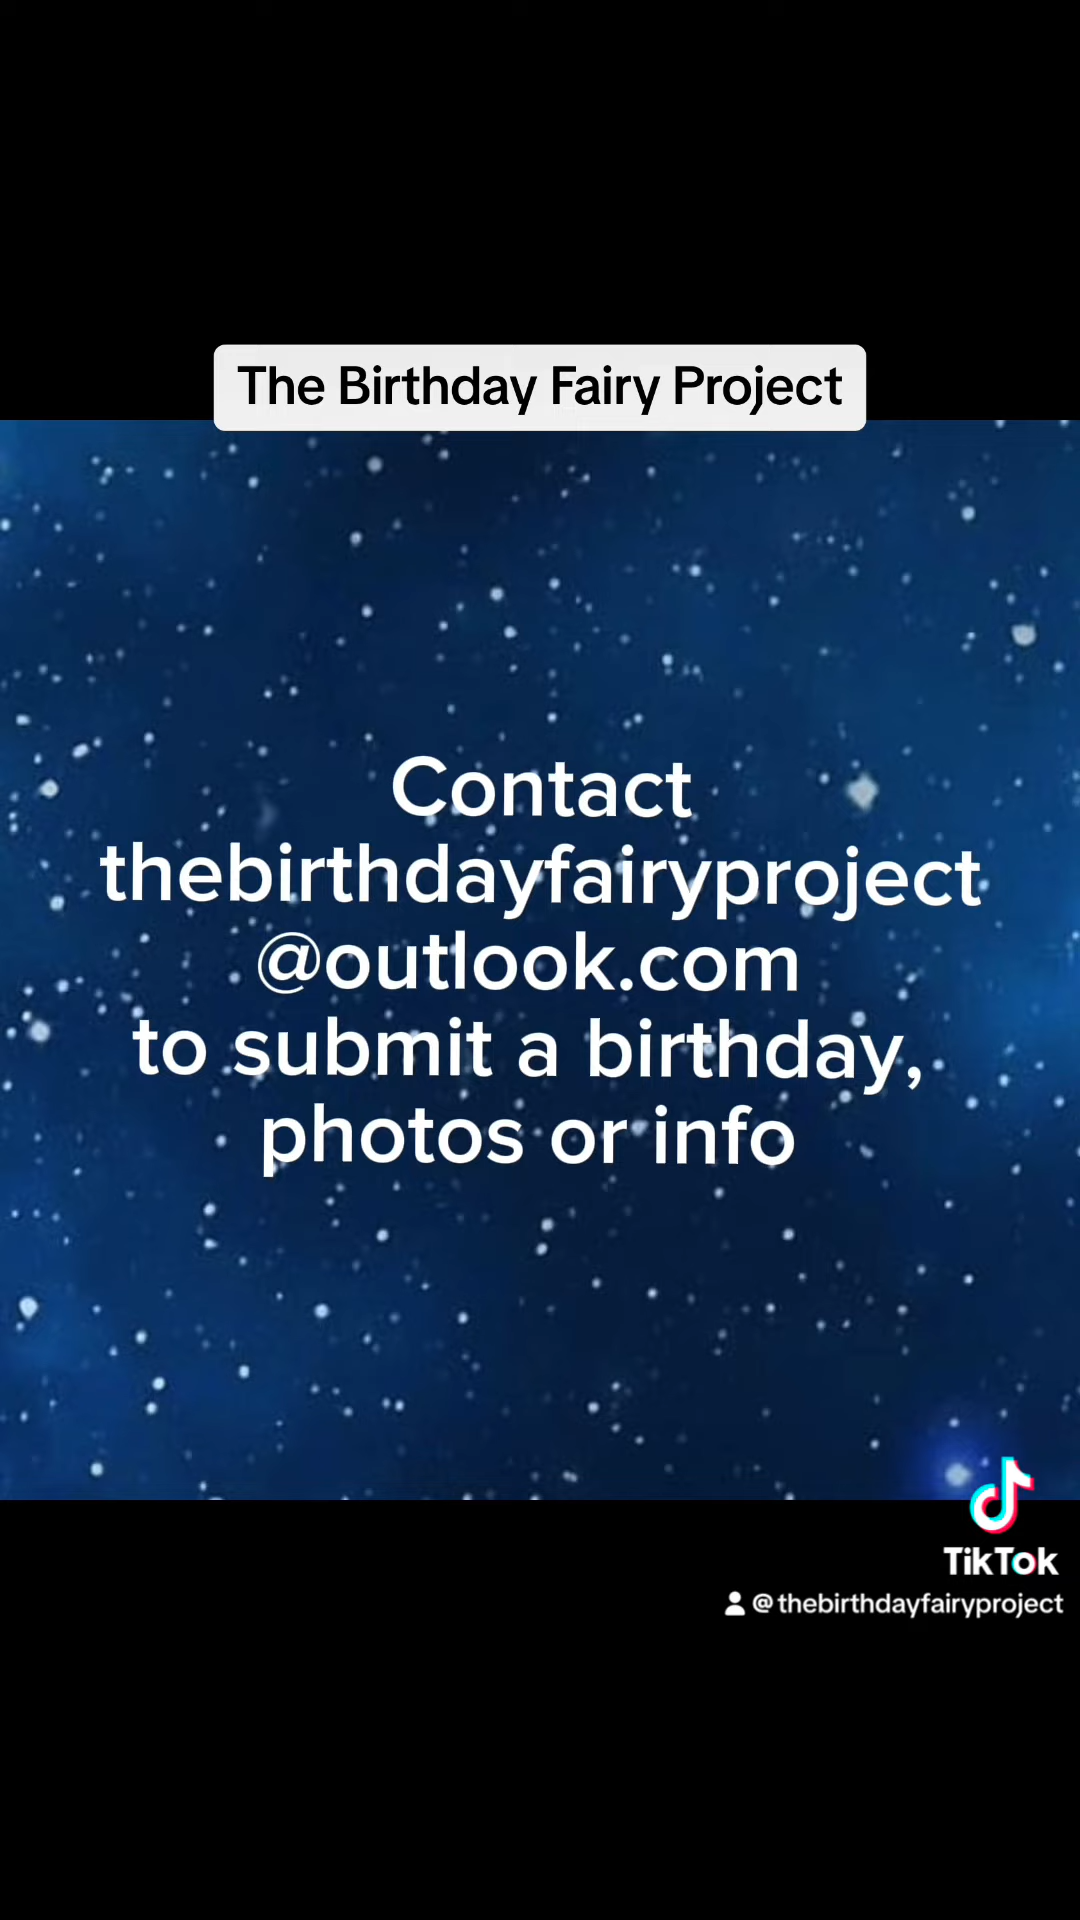 The Birthday Fairy Project
Contact
thebirthdayfairyproject
@outlook.com
to submit a birthday,
photos or info
TikTok
@thebirthdayfairyproject